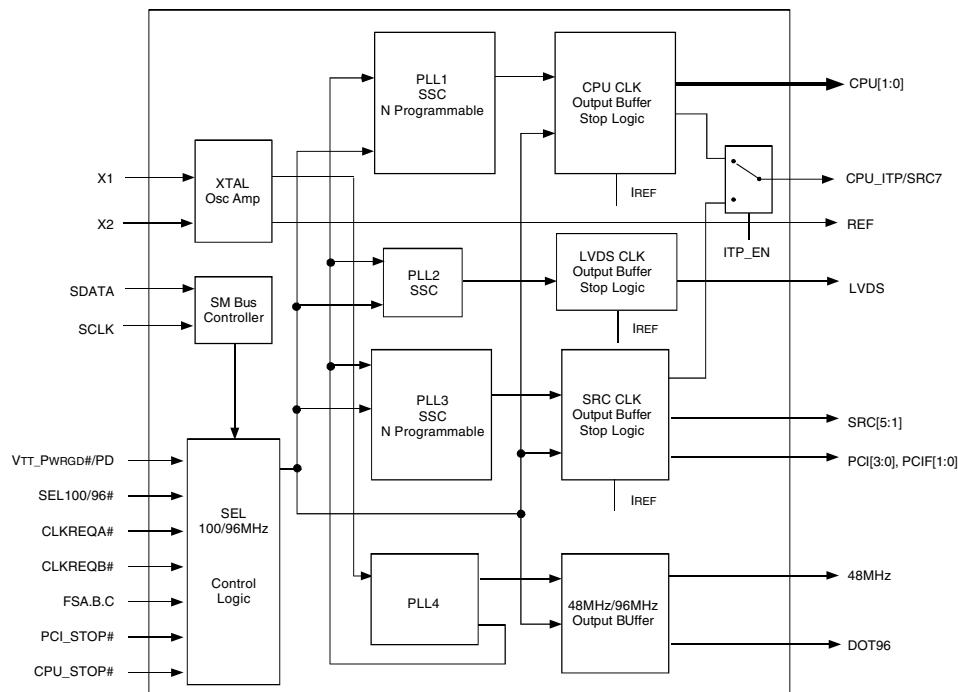 PLL1
SSC
N Programmable
CPU CLK
Output Buffer
Stop Logic
CPU[1:0]
X1
X2
XTAL
Osc Amp
IREF
CPU_ITP/SRC7
REF
ITP_EN
SDATA
SCLK
SM Bus
Controller
PLL2
SSC
LVDS CLK
Output Buffer
Stop Logic
LVDS
IREF
PLL3
SSC
N Programmable
SRC CLK
Output Buffer
Stop Logic
SRC[5:1]
PCI[3:0], PCIF[1:0]
IREF
VTT_PWRGD#/PD
SEL100/96#
CLKREQA#
CLKREQB#
FSA.B.C
PCI_STOP#
CPU_STOP#
SEL
100/96MHz
Control
Logic
PLL4
48MHz/96MHz
Output BUffer
48MHz
DOT96